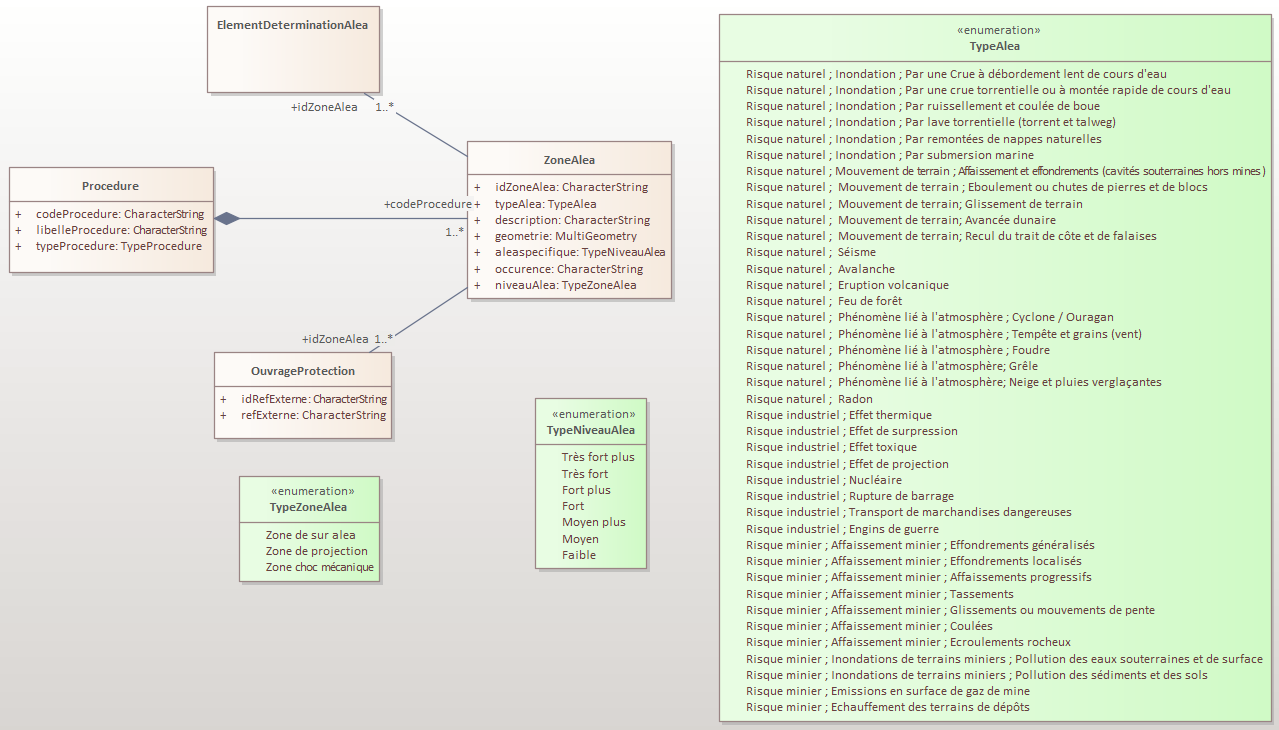 ElementDeterminationAlea
+idZoneAlea 1..*
Procedure
+ codeProcedure: CharacterString
+ libelleProcedure: CharacterString
+ typeProcedure: TypeProcedure
+codeProcedure
1..*
ZoneAlea
+ idZoneAlea: CharacterString
+ typeAlea: TypeAlea
+ description: CharacterString
+ geometrie: MultiGeometry
+ aleaspecifique: TypeNiveauAlea
+ occurence: CharacterString
+ niveauAlea: TypeZoneAlea
+idZoneAlea 1..*
OuvrageProtection
+ idRefExterne: CharacterString
+ refExterne: CharacterString
«enumeration»
TypeZoneAlea
Zone de sur alea
Zone de projection
Zone choc mécanique
«enumeration»
TypeNiveauAlea
Très fort plus
Très fort
Fort plus
Fort
Moyen plus
Moyen
Faible
«enumeration»
TypeAlea
Risque naturel ; Inondation ; Par une Crue à débordement lent de cours d'eau
Risque naturel ; Inondation ; Par une crue torrentielle ou à montée rapide de cours d'eau
Risque naturel ; Inondation ; Par ruissellement et coulée de boue
Risque naturel ; Inondation ; Par lave torrentielle (torrent et talweg)
Risque naturel ; Inondation ; Par remontées de nappes naturelles
Risque naturel ; Inondation ; Par submersion marine
Risque naturel ; Mouvement de terrain ; Affaissement et effondrements (cavités souterraines hors mines)
Risque naturel ; Mouvement de terrain ; Eboulement ou chutes de pierres et de blocs
Risque naturel ; Mouvement de terrain; Glissement de terrain
Risque naturel ; Mouvement de terrain; Avancée dunaire
Risque naturel ; Mouvement de terrain; Recul du trait de côte et de falaises
Risque naturel ; Séisme
Risque naturel ; Avalanche
Risque naturel ; Eruption volcanique
Risque naturel ; Feu de forêt
Risque naturel ; Phénomène lié à l'atmosphère ; Cyclone / Ouragan
Risque naturel ; Phénomène lié à l'atmosphère ; Tempête et grains (vent)
Risque naturel ; Phénomène lié à l'atmosphère ; Foudre
Risque naturel ; Phénomène lié à l'atmosphère; Grêle
Risque naturel ; Phénomène lié à l'atmosphère; Neige et pluies verglaçantes
Risque naturel ; Radon
Risque industriel ; Effet thermique
Risque industriel ; Effet de surpression
Risque industriel ; Effet toxique
Risque industriel ; Effet de projection
Risque industriel ; Nucléaire
Risque industriel ; Rupture de barrage
Risque industriel ; Transport de marchandises dangereuses
Risque industriel ; Engins de guerre
Risque minier ; Affaissement minier ; Effondrements généralisés
Risque minier ; Affaissement minier ; Effondrements localisés
Risque minier ; Affaissement minier ; Affaissements progressifs
Risque minier ; Affaissement minier ; Tassements
Risque minier ; Affaissement minier ; Glissements ou mouvements de pente
Risque minier ; Affaissement minier ; Coulées
Risque minier ; Affaissement minier ; Ecroulements rocheux
Risque minier ; Inondations de terrains miniers ; Pollution des eaux souterraines et de surface
Risque minier ; Inondations de terrains miniers ; Pollution des sédiments et des sols
Risque minier ; Emissions en surface de gaz de mine
Risque minier ; Echauffement des terrains de dépôts